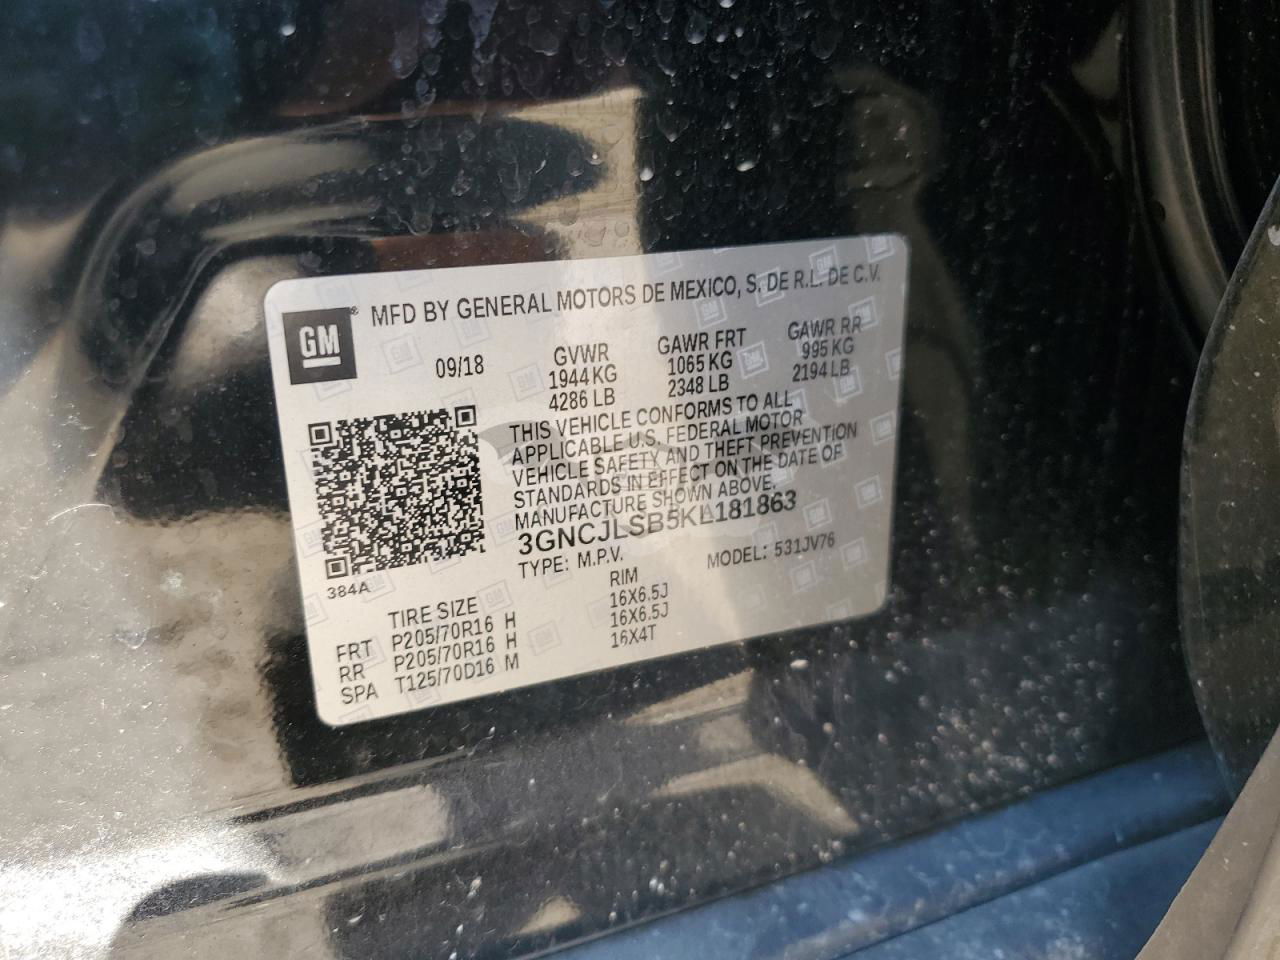 MFD BY GENERAL MOTORS DE MEXICO, S. DE R.L. DE C.V.
GM
09/18
GVWR GAWR FRT GAWR RR
1944 KG 1065 KG 995 KG
4286 LB 2348 LB 2194 LB
THIS VEHICLE CONFORMS TO ALL
APPLICABLE U.S. FEDERAL MOTOR
VEHICLE SAFETY AND THEFT PREVENTION
STANDARDS IN EFFECT ON THE DATE OF
MANUFACTURE SHOWN ABOVE.
3GNCJLSB5KL181863
TYPE: M.P.V. MODEL: 531JV76
384A
TIRE SIZE RIM
FRT P205/70R16 H 16X6.5J
RR P205/70R16 H 16X6.5J
SPA T125/70D16 M 16X4T